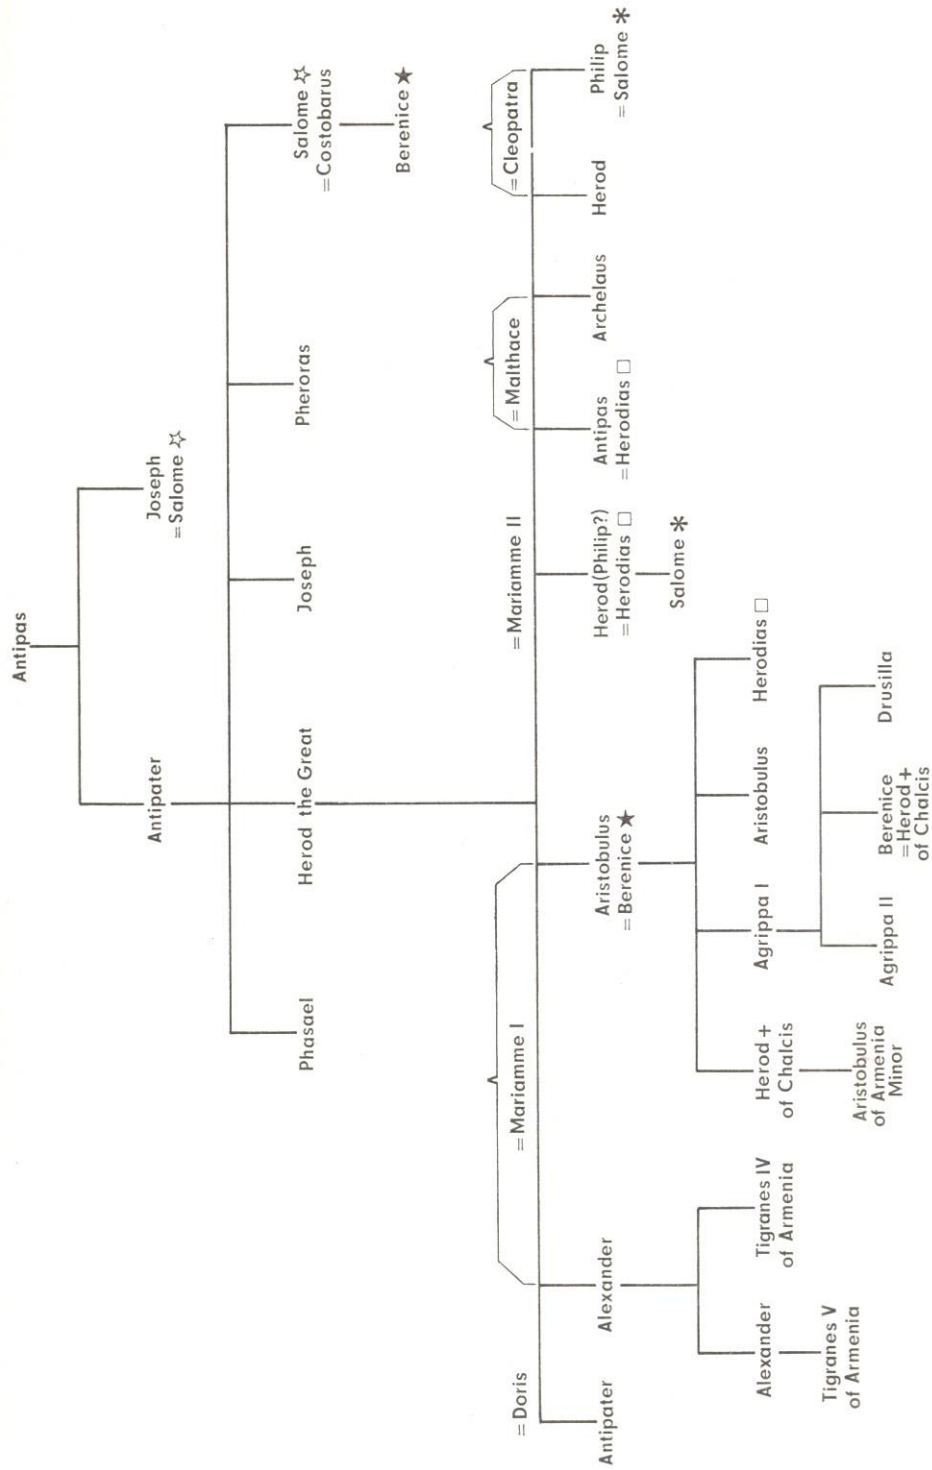 Antipas
Antipater
Joseph
= Salome ☆
Phasael
Herod the Great
Joseph
Pheroras
Salome ☆
= Costobarus
Berenice ★
= Doris
= Mariamme I
= Mariamme II
= Malthace
= Cleopatra
Antipater
Alexander
Aristobulus
= Berenice ★
Herod (Philip?)
= Herodias □
Antipas
= Herodias □
Archelaus
Herod
Philip
= Salome *
Salome *
Alexander
Tigranes IV
of Armenia
Herod +
of Chalcis
Agrippa I
Aristobulus
Herodias □
Tigranes V
of Armenia
Aristobulus
of Armenia
Minor
Agrippa II
Berenice
= Herod +
of Chalcis
Drusilla